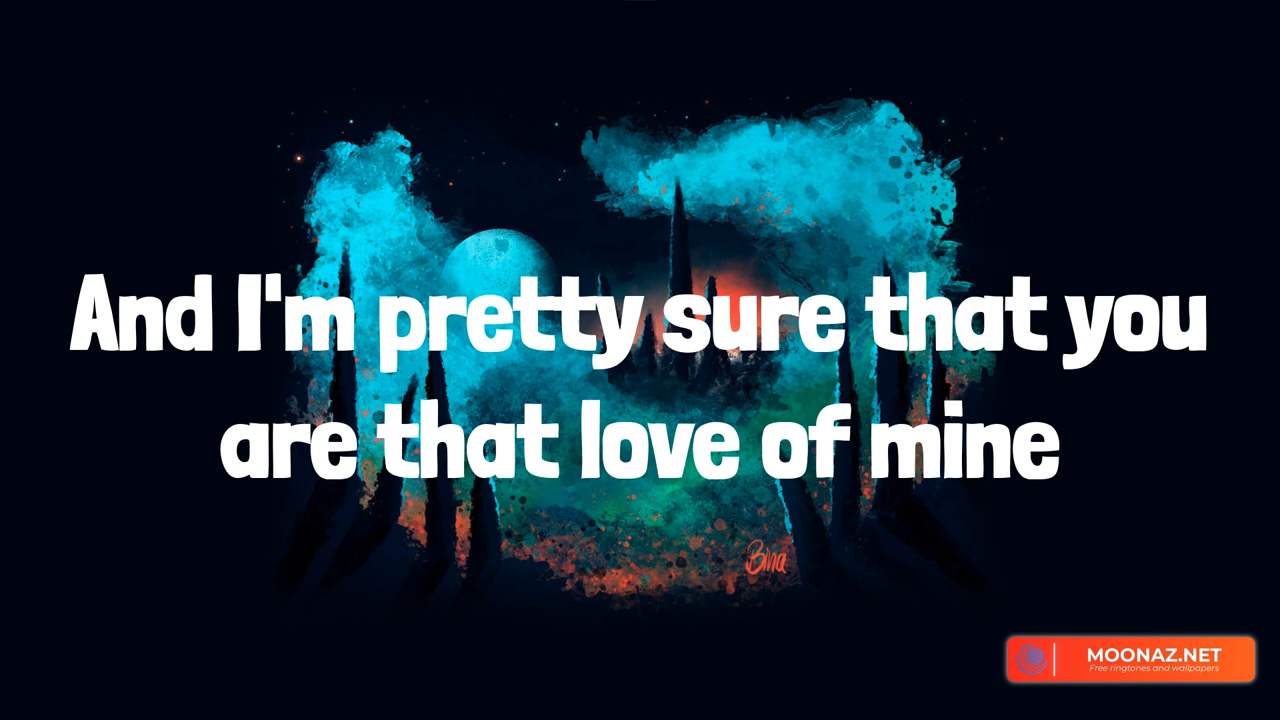 And I'm pretty sure that you
are that love of mine
Bina
MOONAZ.NET
Free ringtones and wallpapers